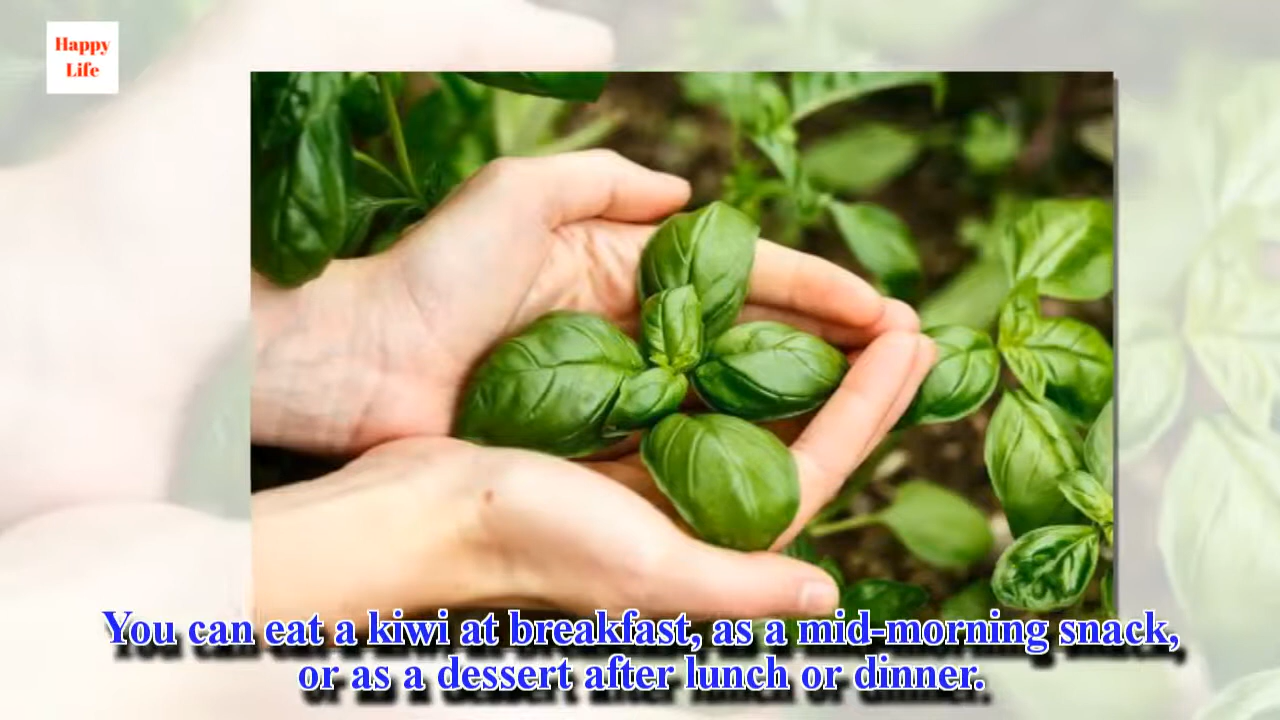 Happy
Life
You can eat a kiwi at breakfast, as a mid-morning snack,
or as a dessert after lunch or dinner.